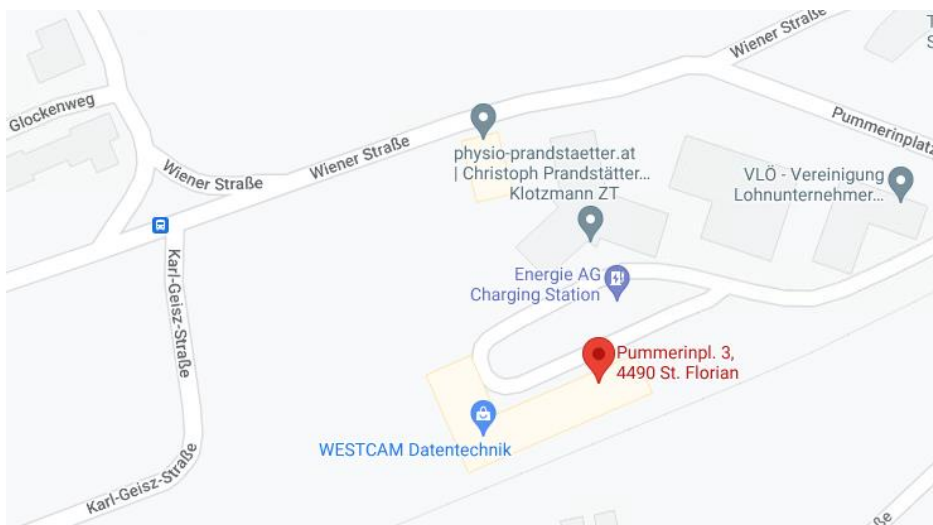 Wiener Straße
T
S
Glockenweg
Pummerinplatz
physio-prandstaetter.at
| Christoph Prandstätter...
Klotzmann ZT
Wiener Straße
Wiener Straße
VLÖ - Vereinigung
Lohnunternehmer...
Karl-Geisz-Straße
Energie AG
Charging Station
Pummerinpl. 3,
4490 St. Florian
WESTCAM Datentechnik
Karl-Geisz-Straße
aße